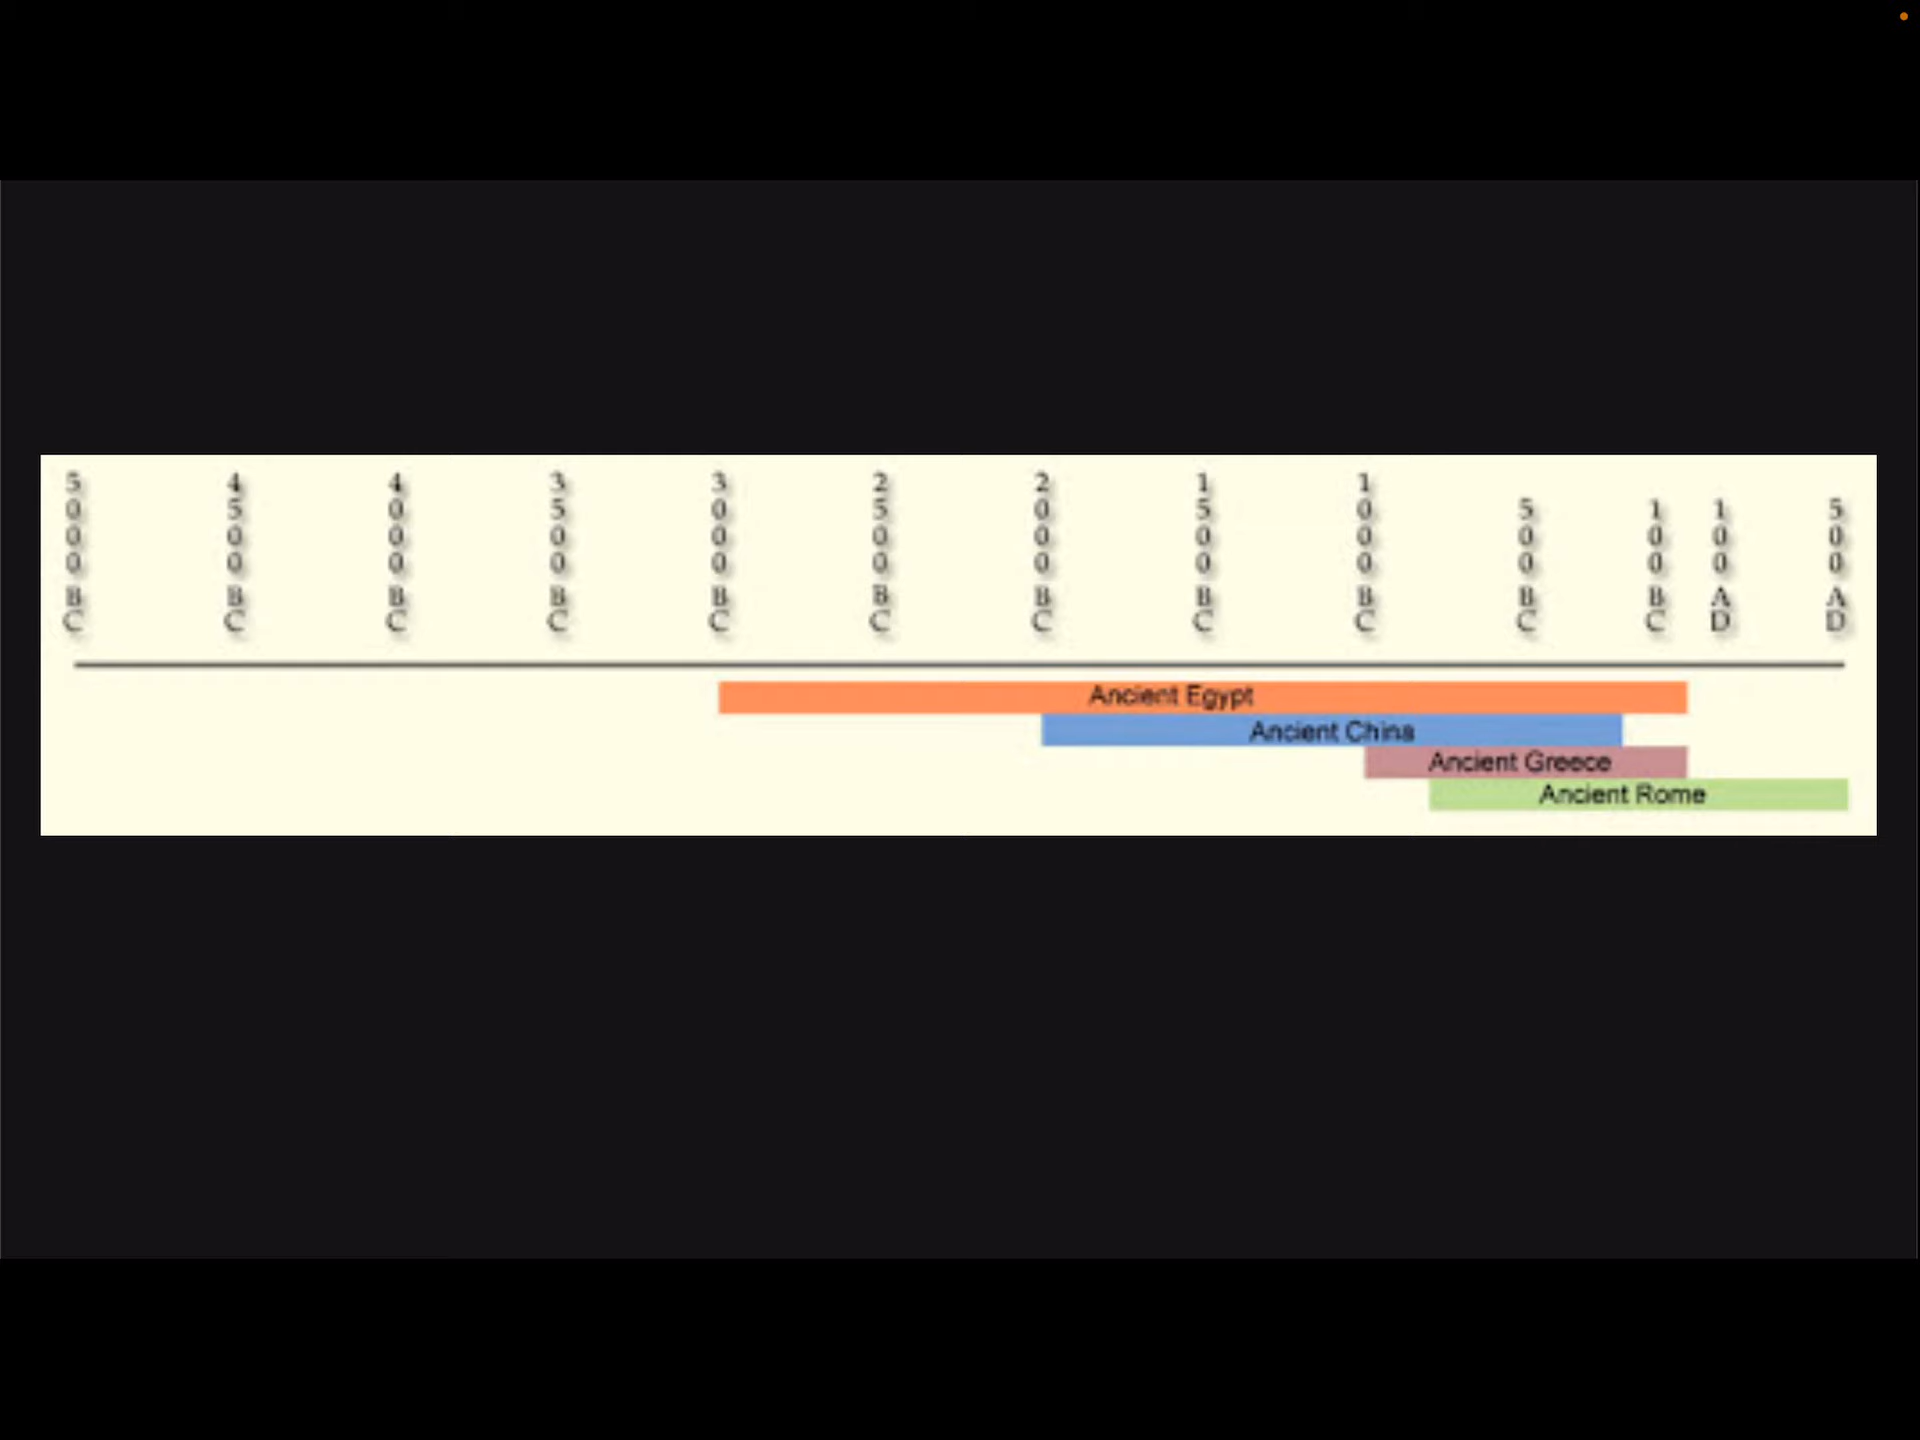 5000 BC
4500 BC
4000 BC
3500 BC
3000 BC
2500 BC
2000 BC
1500 BC
1000 BC
500 BC
100 BC
100 AD
500 AD
Ancient Egypt
Ancient China
Ancient Greece
Ancient Rome